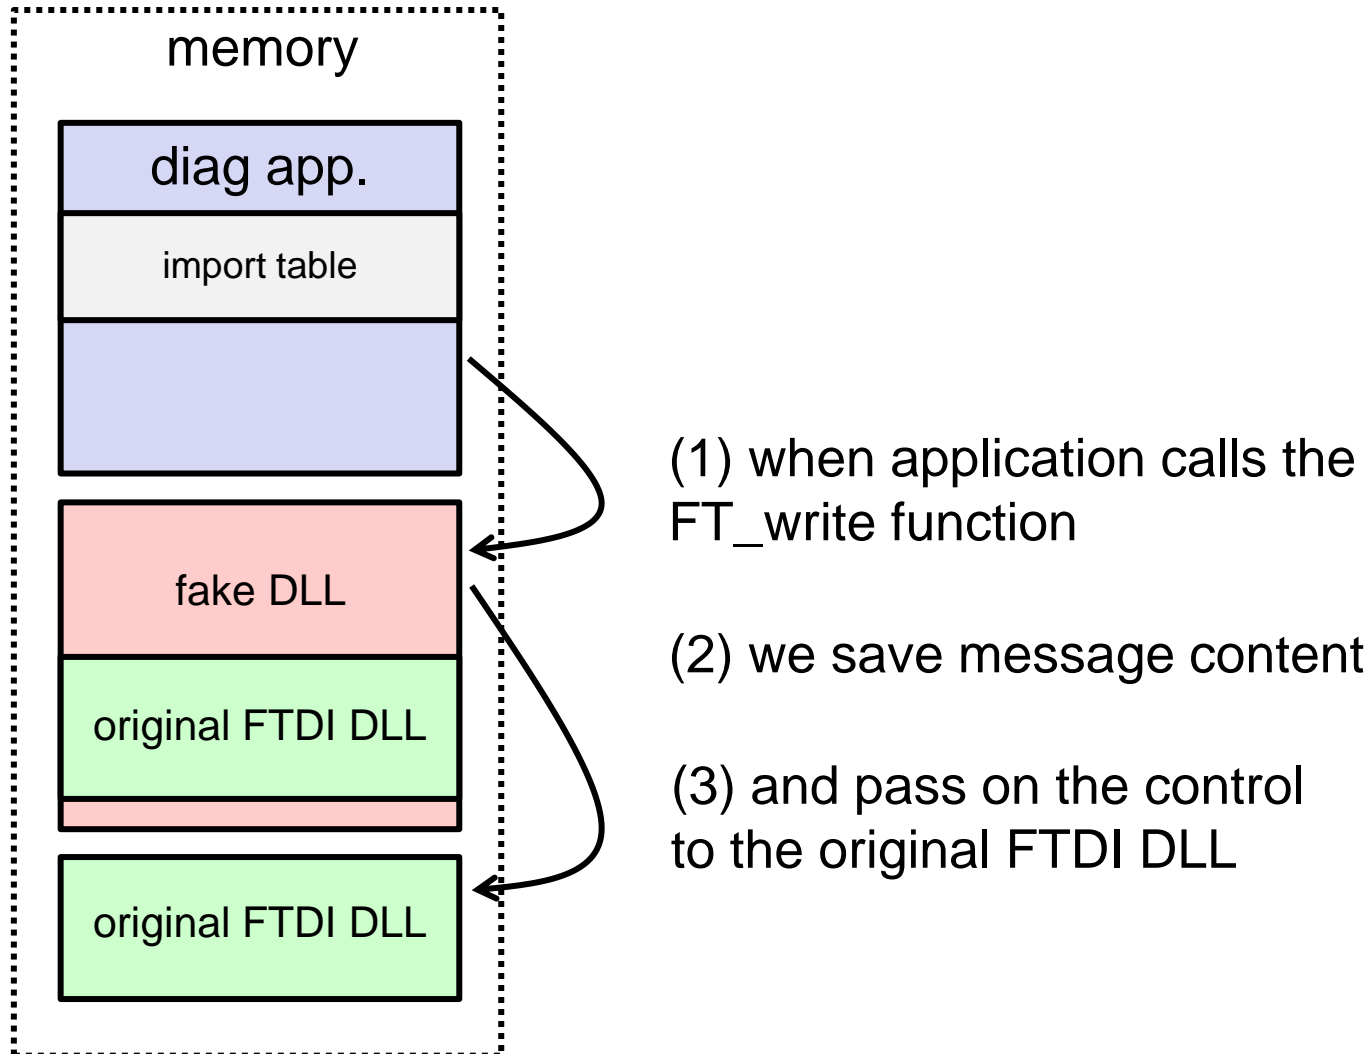 memory
diag app.
import table
fake DLL
original FTDI DLL
original FTDI DLL
(1) when application calls the
FT_write function
(2) we save message content
(3) and pass on the control
to the original FTDI DLL